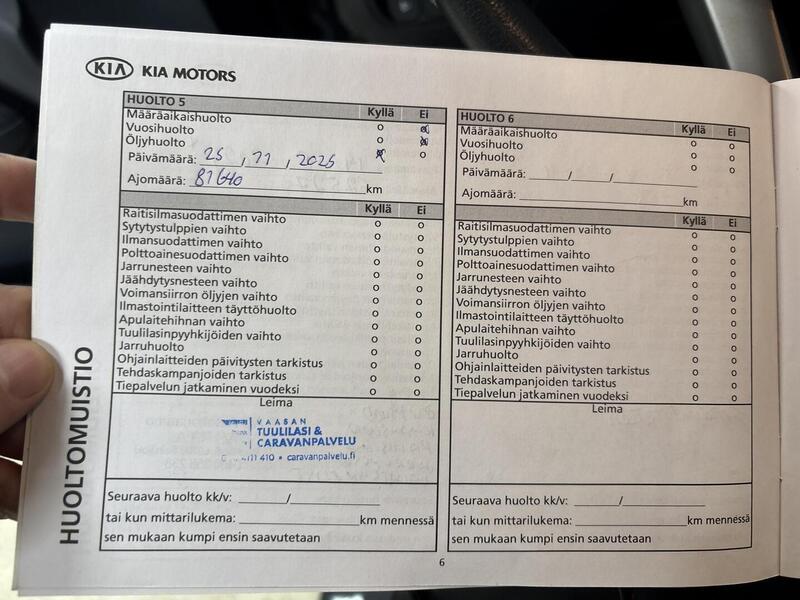 KIA KIA MOTORS
HUOLTOMUISTIO
HUOLTO 5 Kyllä Ei
Määräaikaishuolto o o
Vuosihuolto o o
Öljyhuolto o o
Päivämäärä: 25, 11, 2025
Ajomäärä: 81640 km
Kyllä Ei
Raitisilmasuodattimen vaihto o o
Sytytystulppien vaihto o o
Ilmansuodattimen vaihto o o
Polttoainesuodattimen vaihto o o
Jarrunesteen vaihto o o
Jäähdytysnesteen vaihto o o
Voimansiirron öljyjen vaihto o o
Ilmastointilaitteen täyttöhuolto o o
Apulaitehihnan vaihto o o
Tuulilasinpyyhkijöiden vaihto o o
Jarruhuolto o o
Ohjainlaitteiden päivitysten tarkistus o o
Tehdaskampanjoiden tarkistus o o
Tiepalvelun jatkaminen vuodeksi o o
Leima
VAASAN
TUULILASI &
CARAVANPALVELU
410 • caravanpalvelu.fi
Seuraava huolto kk/v: /
tai kun mittarilukema: km mennessä
sen mukaan kumpi ensin saavutetaan
HUOLTO 6 Kyllä Ei
Määräaikaishuolto o o
Vuosihuolto o o
Öljyhuolto o o
Päivämäärä: / /
Ajomäärä: km
Kyllä Ei
Raitisilmasuodattimen vaihto o o
Sytytystulppien vaihto o o
Ilmansuodattimen vaihto o o
Polttoainesuodattimen vaihto o o
Jarrunesteen vaihto o o
Jäähdytysnesteen vaihto o o
Voimansiirron öljyjen vaihto o o
Ilmastointilaitteen täyttöhuolto o o
Apulaitehihnan vaihto o o
Tuulilasinpyyhkijöiden vaihto o o
Jarruhuolto o o
Ohjainlaitteiden päivitysten tarkistus o o
Tehdaskampanjoiden tarkistus o o
Tiepalvelun jatkaminen vuodeksi o o
Leima
Seuraava huolto kk/v: /
tai kun mittarilukema: km mennessä
sen mukaan kumpi ensin saavutetaan
6